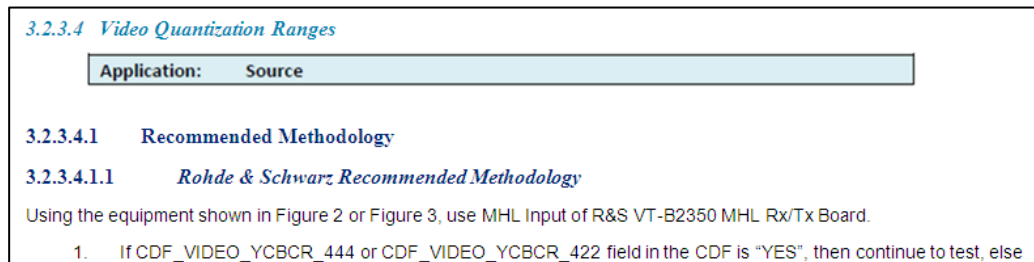 3.2.3.4 Video Quantization Ranges
Application: Source
3.2.3.4.1 Recommended Methodology
3.2.3.4.1.1 Rohde & Schwarz Recommended Methodology
Using the equipment shown in Figure 2 or Figure 3, use MHL Input of R&S VT-B2350 MHL Rx/Tx Board.
1. If CDF_VIDEO_YCBCR_444 or CDF_VIDEO_YCBCR_422 field in the CDF is “YES”, then continue to test, else